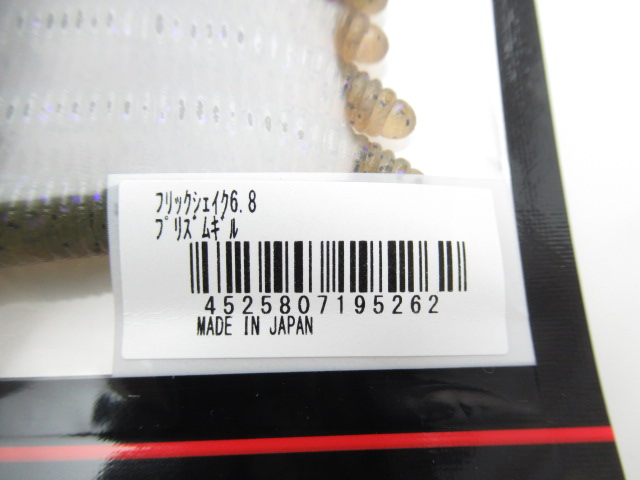 ﾌﾘｯｸｼｪｲｸ6.8
ﾌﾟﾘｽﾞﾑｷﾞﾙ
4525807195262
MADE IN JAPAN